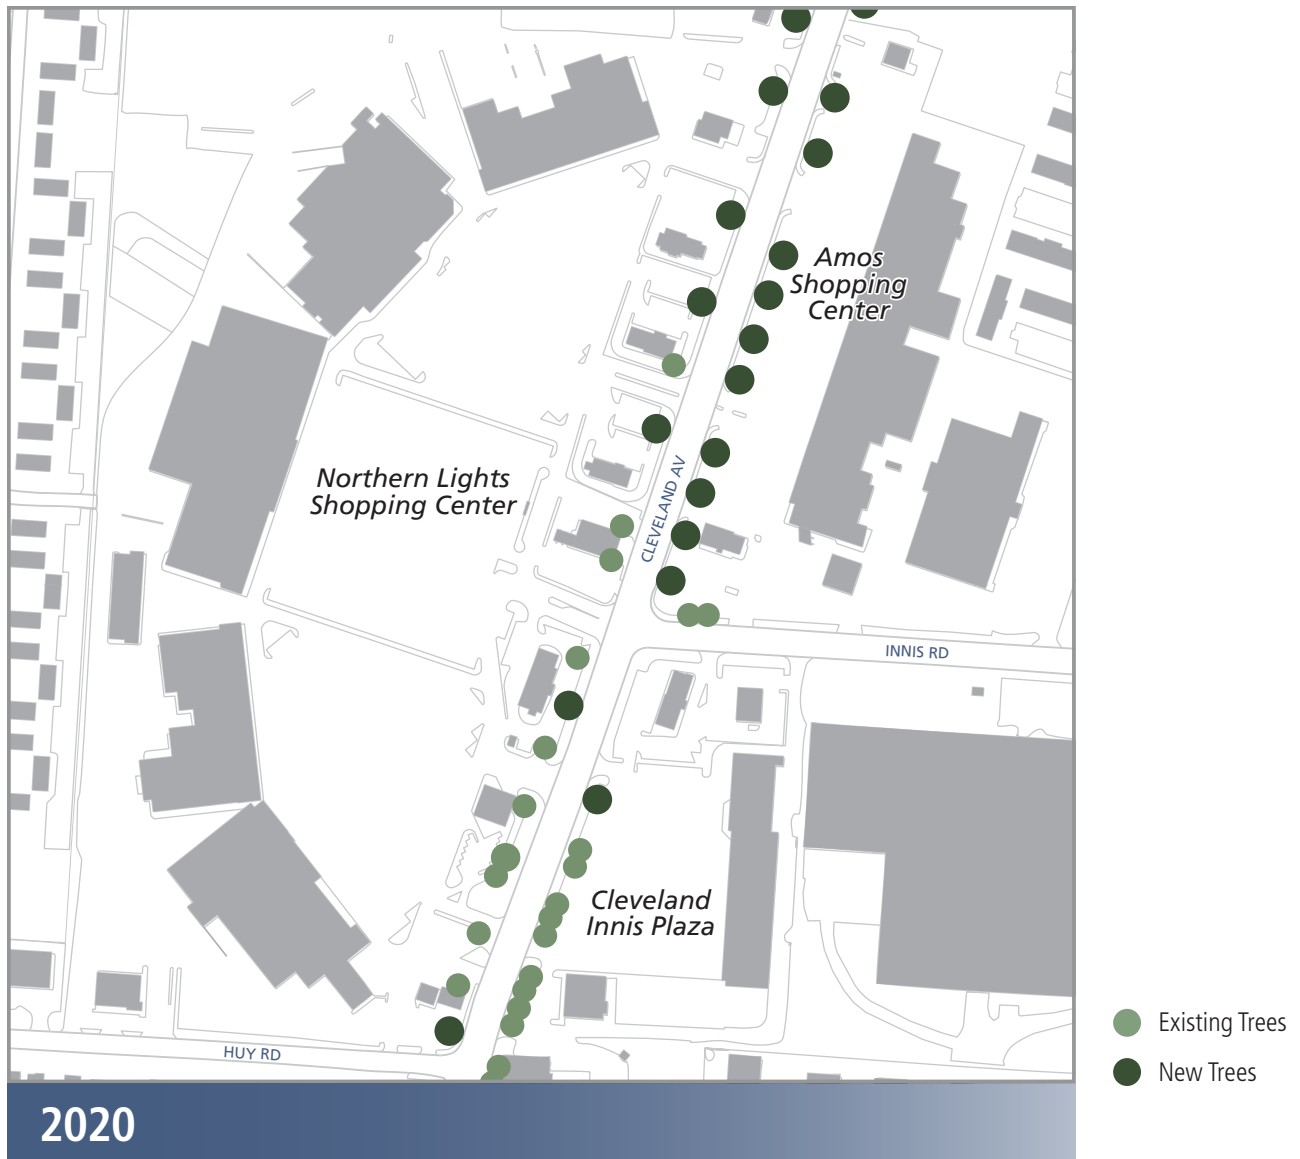 Amos
Shopping
Center
Northern Lights
Shopping Center
CLEVELAND AV
INNIS RD
Cleveland
Innis Plaza
HUY RD
Existing Trees
New Trees
2020